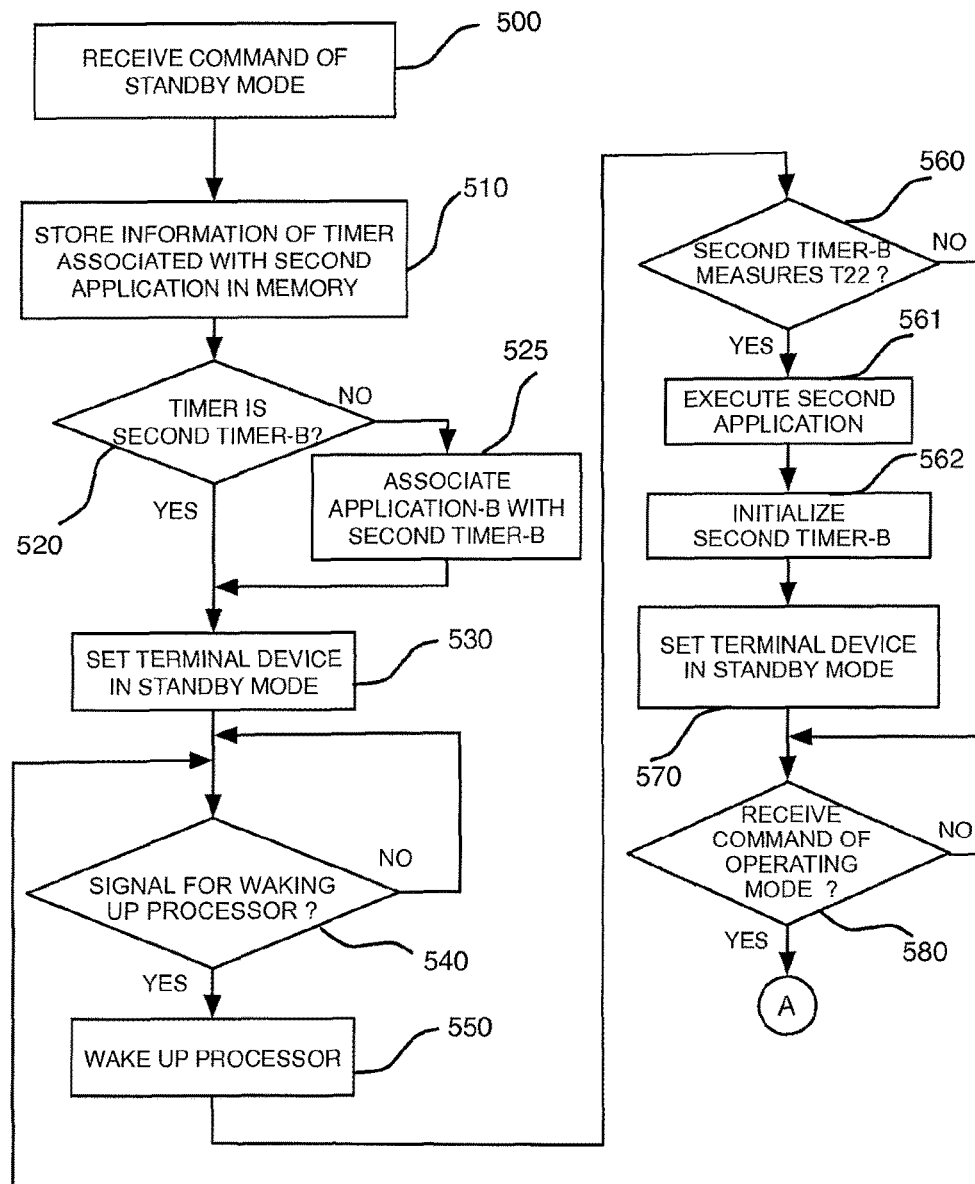 500
RECEIVE COMMAND OF
STANDBY MODE
510
STORE INFORMATION OF TIMER
ASSOCIATED WITH SECOND
APPLICATION IN MEMORY
TIMER IS
SECOND TIMER-B?
NO
YES
520
525
ASSOCIATE
APPLICATION-B WITH
SECOND TIMER-B
530
SET TERMINAL DEVICE
IN STANDBY MODE
SIGNAL FOR WAKING
UP PROCESSOR ?
NO
YES
540
550
WAKE UP PROCESSOR
560
SECOND TIMER-B
MEASURES T22 ?
NO
YES
561
EXECUTE SECOND
APPLICATION
562
INITIALIZE
SECOND TIMER-B
SET TERMINAL DEVICE
IN STANDBY MODE
570
RECEIVE
COMMAND OF
OPERATING
MODE ?
NO
YES
580
A